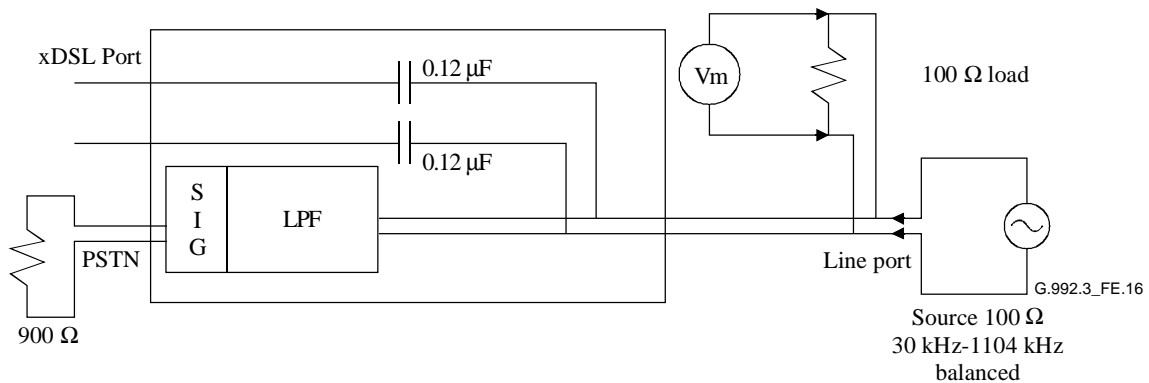 xDSL Port
0.12 µF
0.12 µF
Vm
100 Ω load
S
I
G
LPF
PSTN
900 Ω
Line port
G.992.3_FE.16
Source 100 Ω
30 kHz-1104 kHz
balanced